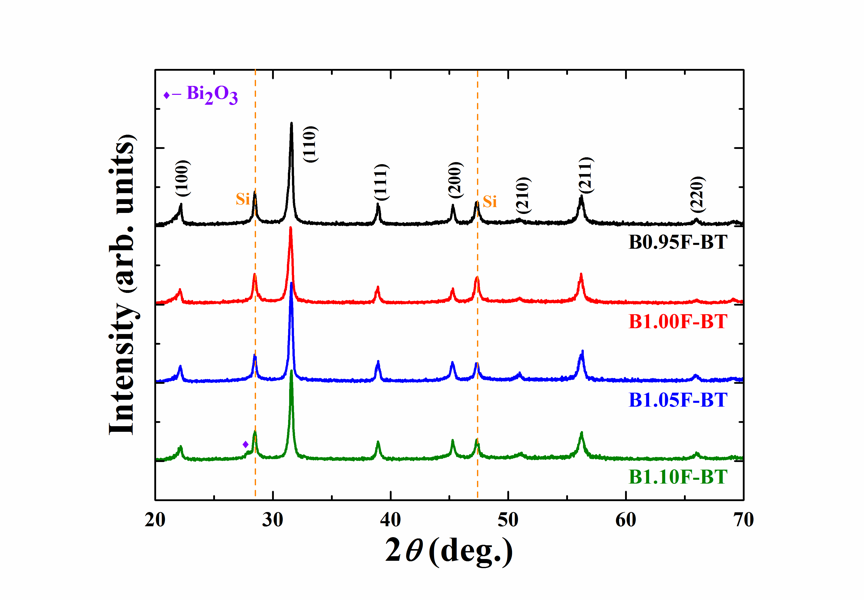 ♦– Bi2O3
(100)
Si
(110)
(111)
(200)
Si
(210)
(211)
(220)
B0.95F-BT
B1.00F-BT
B1.05F-BT
♦
B1.10F-BT
Intensity (arb. units)
20 30 40 50 60 70
2θ (deg.)